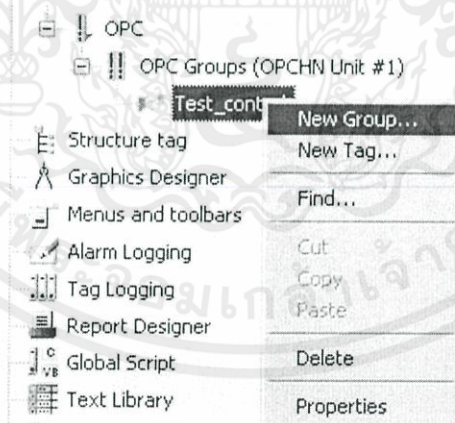 OPC
OPC Groups (OPCHN Unit #1)
Test_cont
New Group...
Structure tag
New Tag...
Graphics Designer
Find...
Menus and toolbars
Alarm Logging
Cut
Tag Logging
Copy
Paste
Report Designer
Global Script
Delete
Text Library
Properties